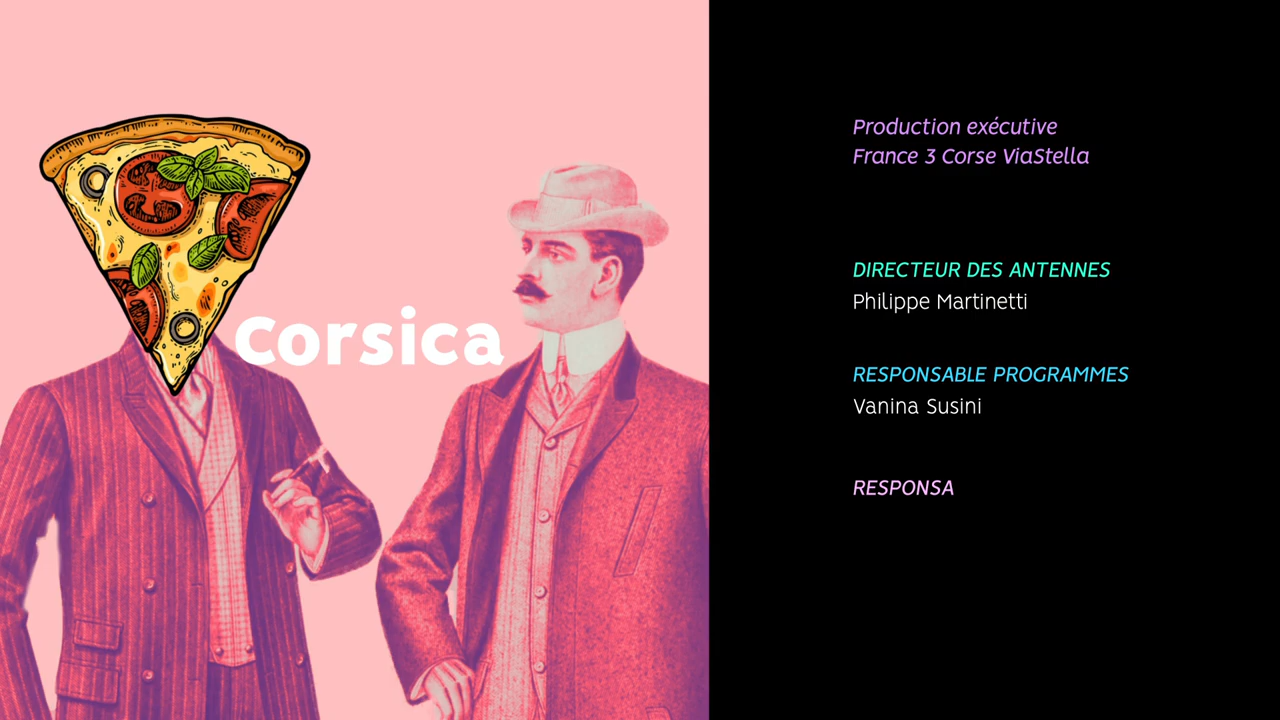 Corsica
Production exécutive
France 3 Corse ViaStella
DIRECTEUR DES ANTENNES
Philippe Martinetti
RESPONSABLE PROGRAMMES
Vanina Susini
RESPONSA